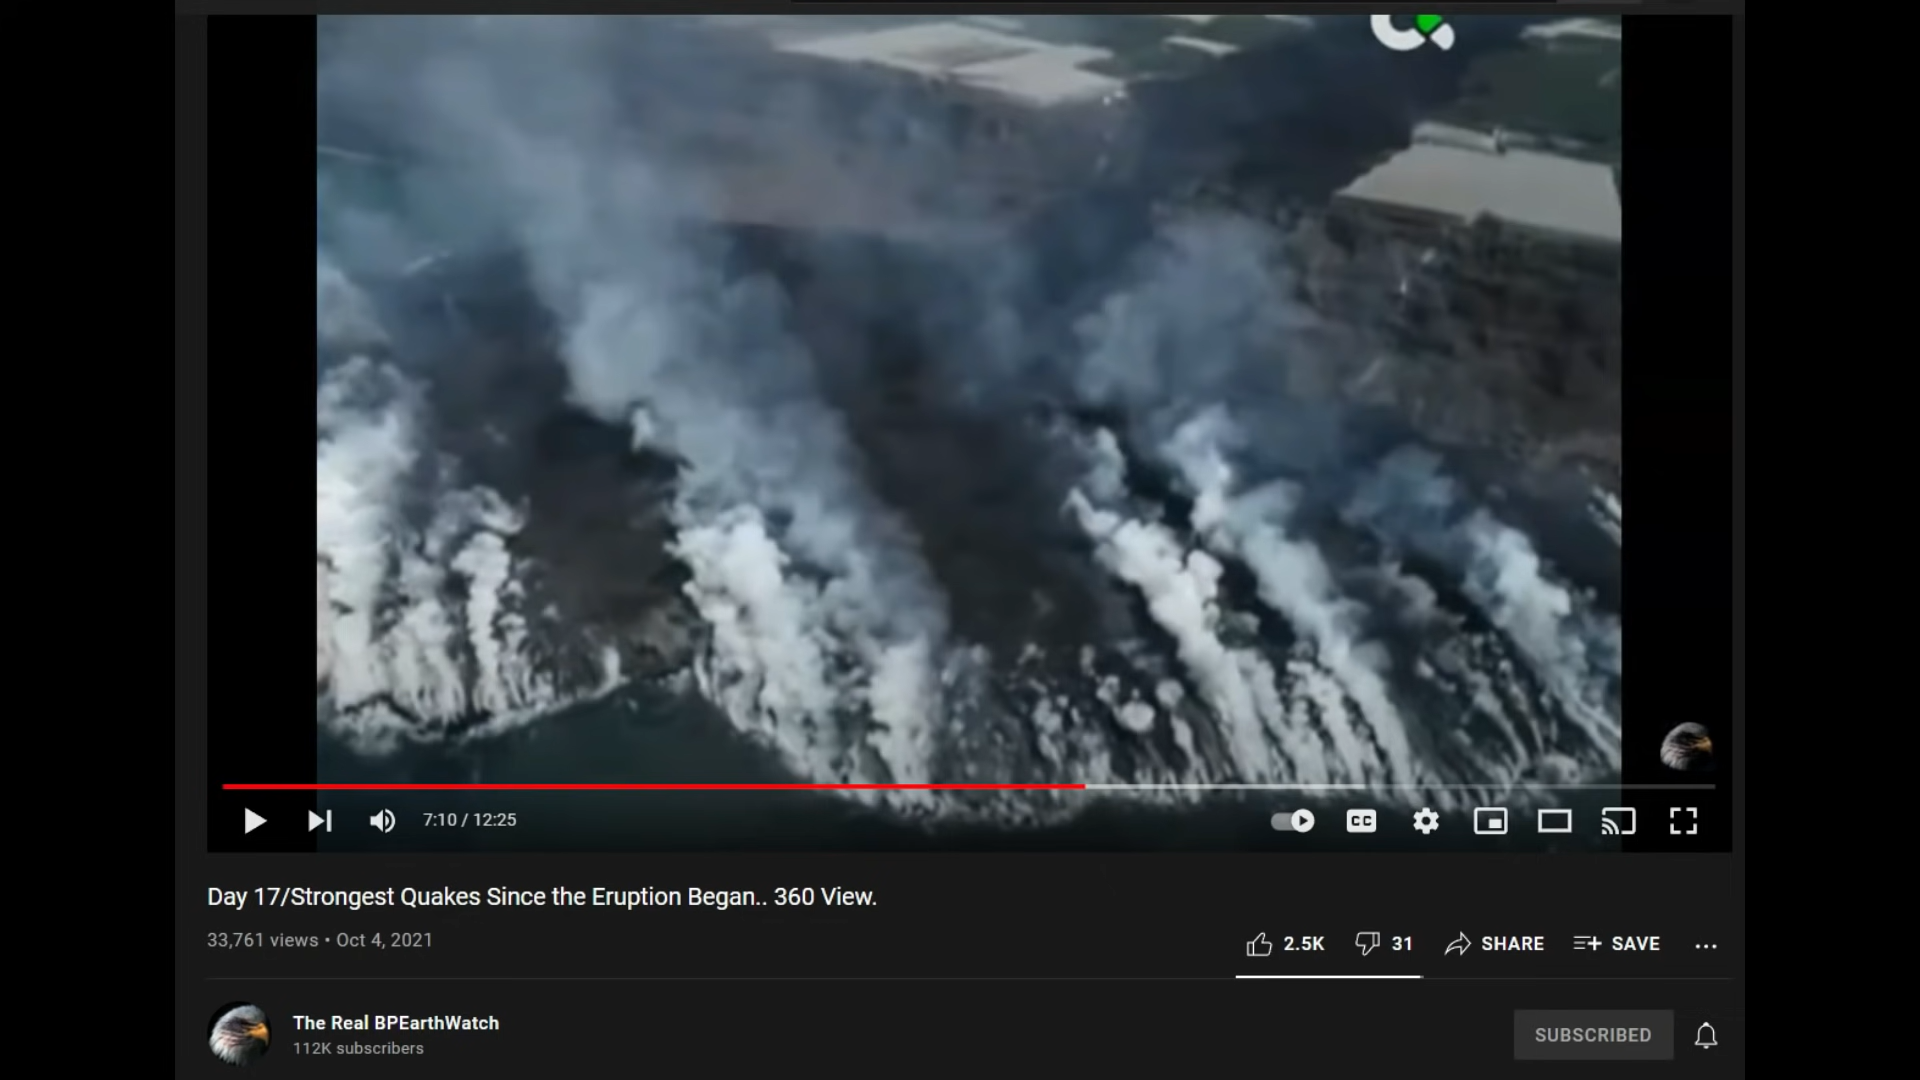 7:10 / 12:25
CC
Day 17/Strongest Quakes Since the Eruption Began.. 360 View.
33,761 views • Oct 4, 2021
2.5K
31
SHARE
SAVE
The Real BPEarthWatch
112K subscribers
SUBSCRIBED